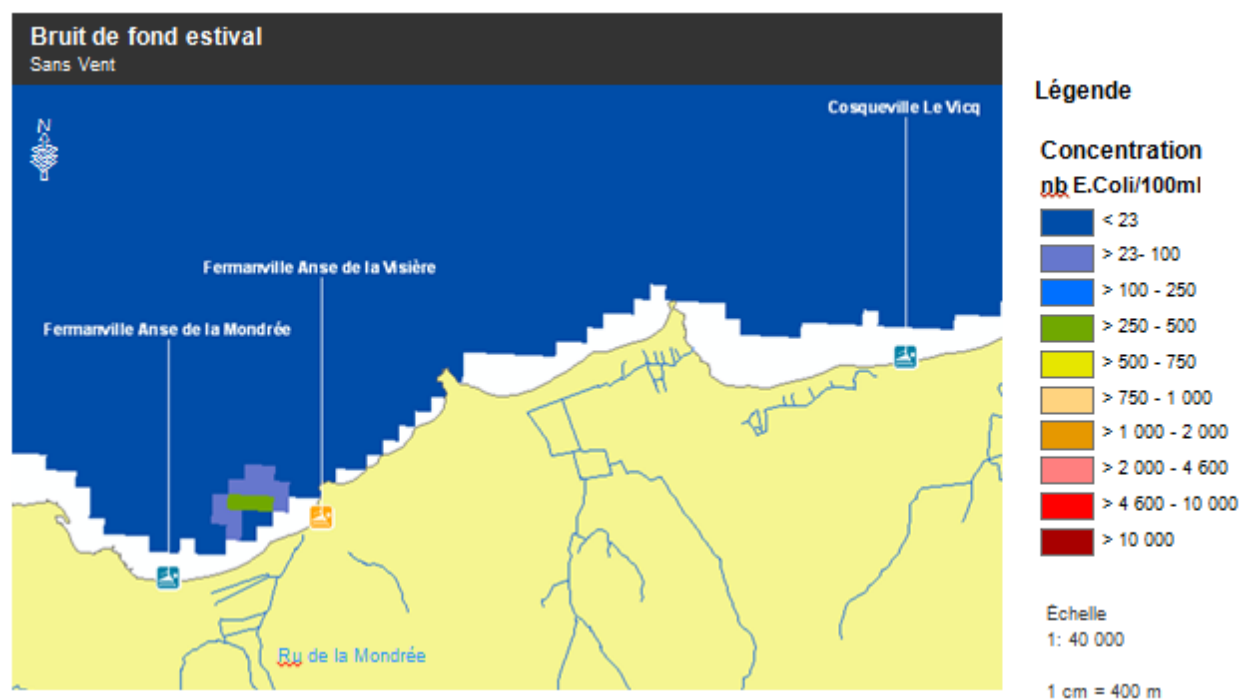 Bruit de fond estival
Sans Vent
N
Cosqueville Le Vicq
Fermanville Anse de la Visière
Fermanville Anse de la Mondrée
Ru de la Mondrée
Légende
Concentration
nb E.Coli/100ml
< 23
> 23- 100
> 100 - 250
> 250 - 500
> 500 - 750
> 750 - 1 000
> 1 000 - 2 000
> 2 000 - 4 600
> 4 600 - 10 000
> 10 000
Échelle
1: 40 000
1 cm = 400 m